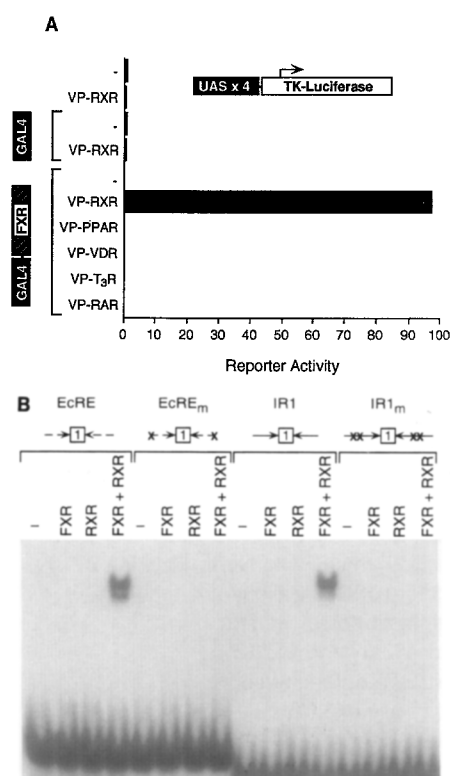 A
-
VP-RXR
UAS x 4 TK-Luciferase
GAL4
-
VP-RXR
GAL4 FXR
-
VP-RXR
VP-PPAR
VP-VDR
VP-T3R
VP-RAR
0 10 20 30 40 50 60 70 80 90 100
Reporter Activity
B
EcRE EcREm IR1 IR1m
1 x 1 x 1 xx 1 xx
- FXR RXR FXR + RXR - FXR RXR FXR + RXR - FXR RXR FXR + RXR - FXR RXR FXR + RXR